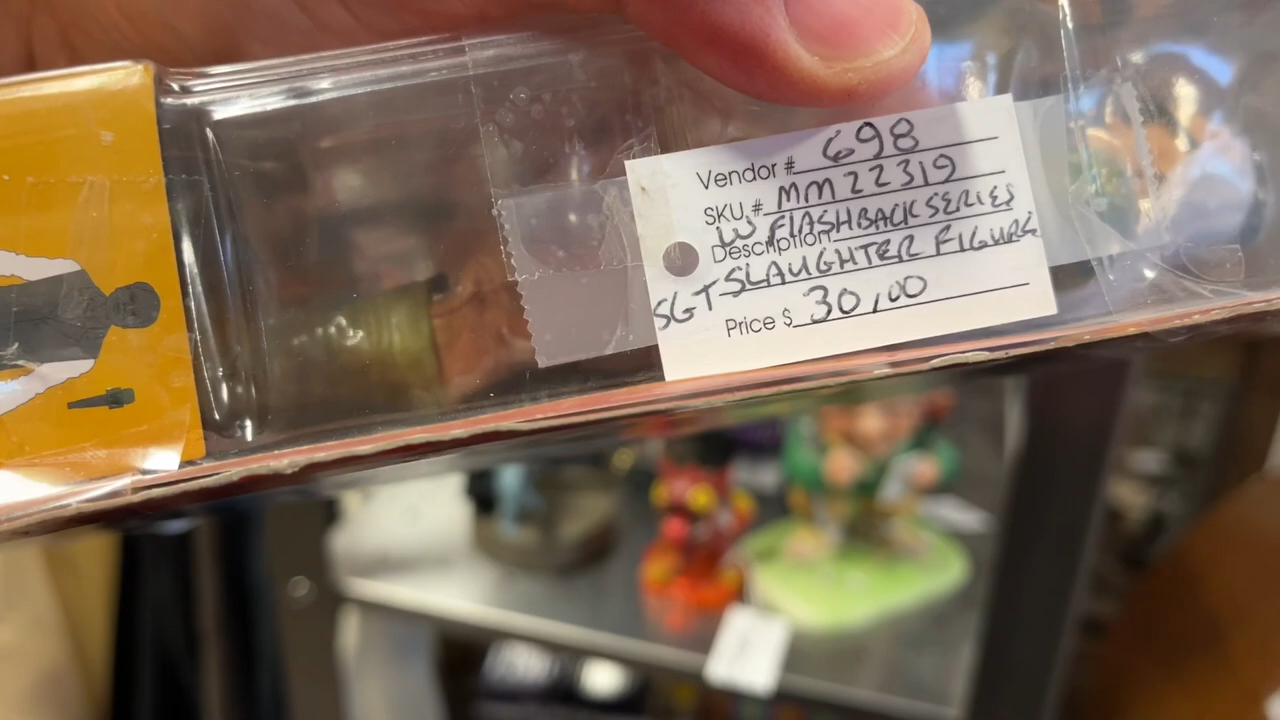 Vendor # 698
SKU # MM22319
W FLASHBACK SERIES
Description
SGT SLAUGHTER FIGURE
Price $ 30,00